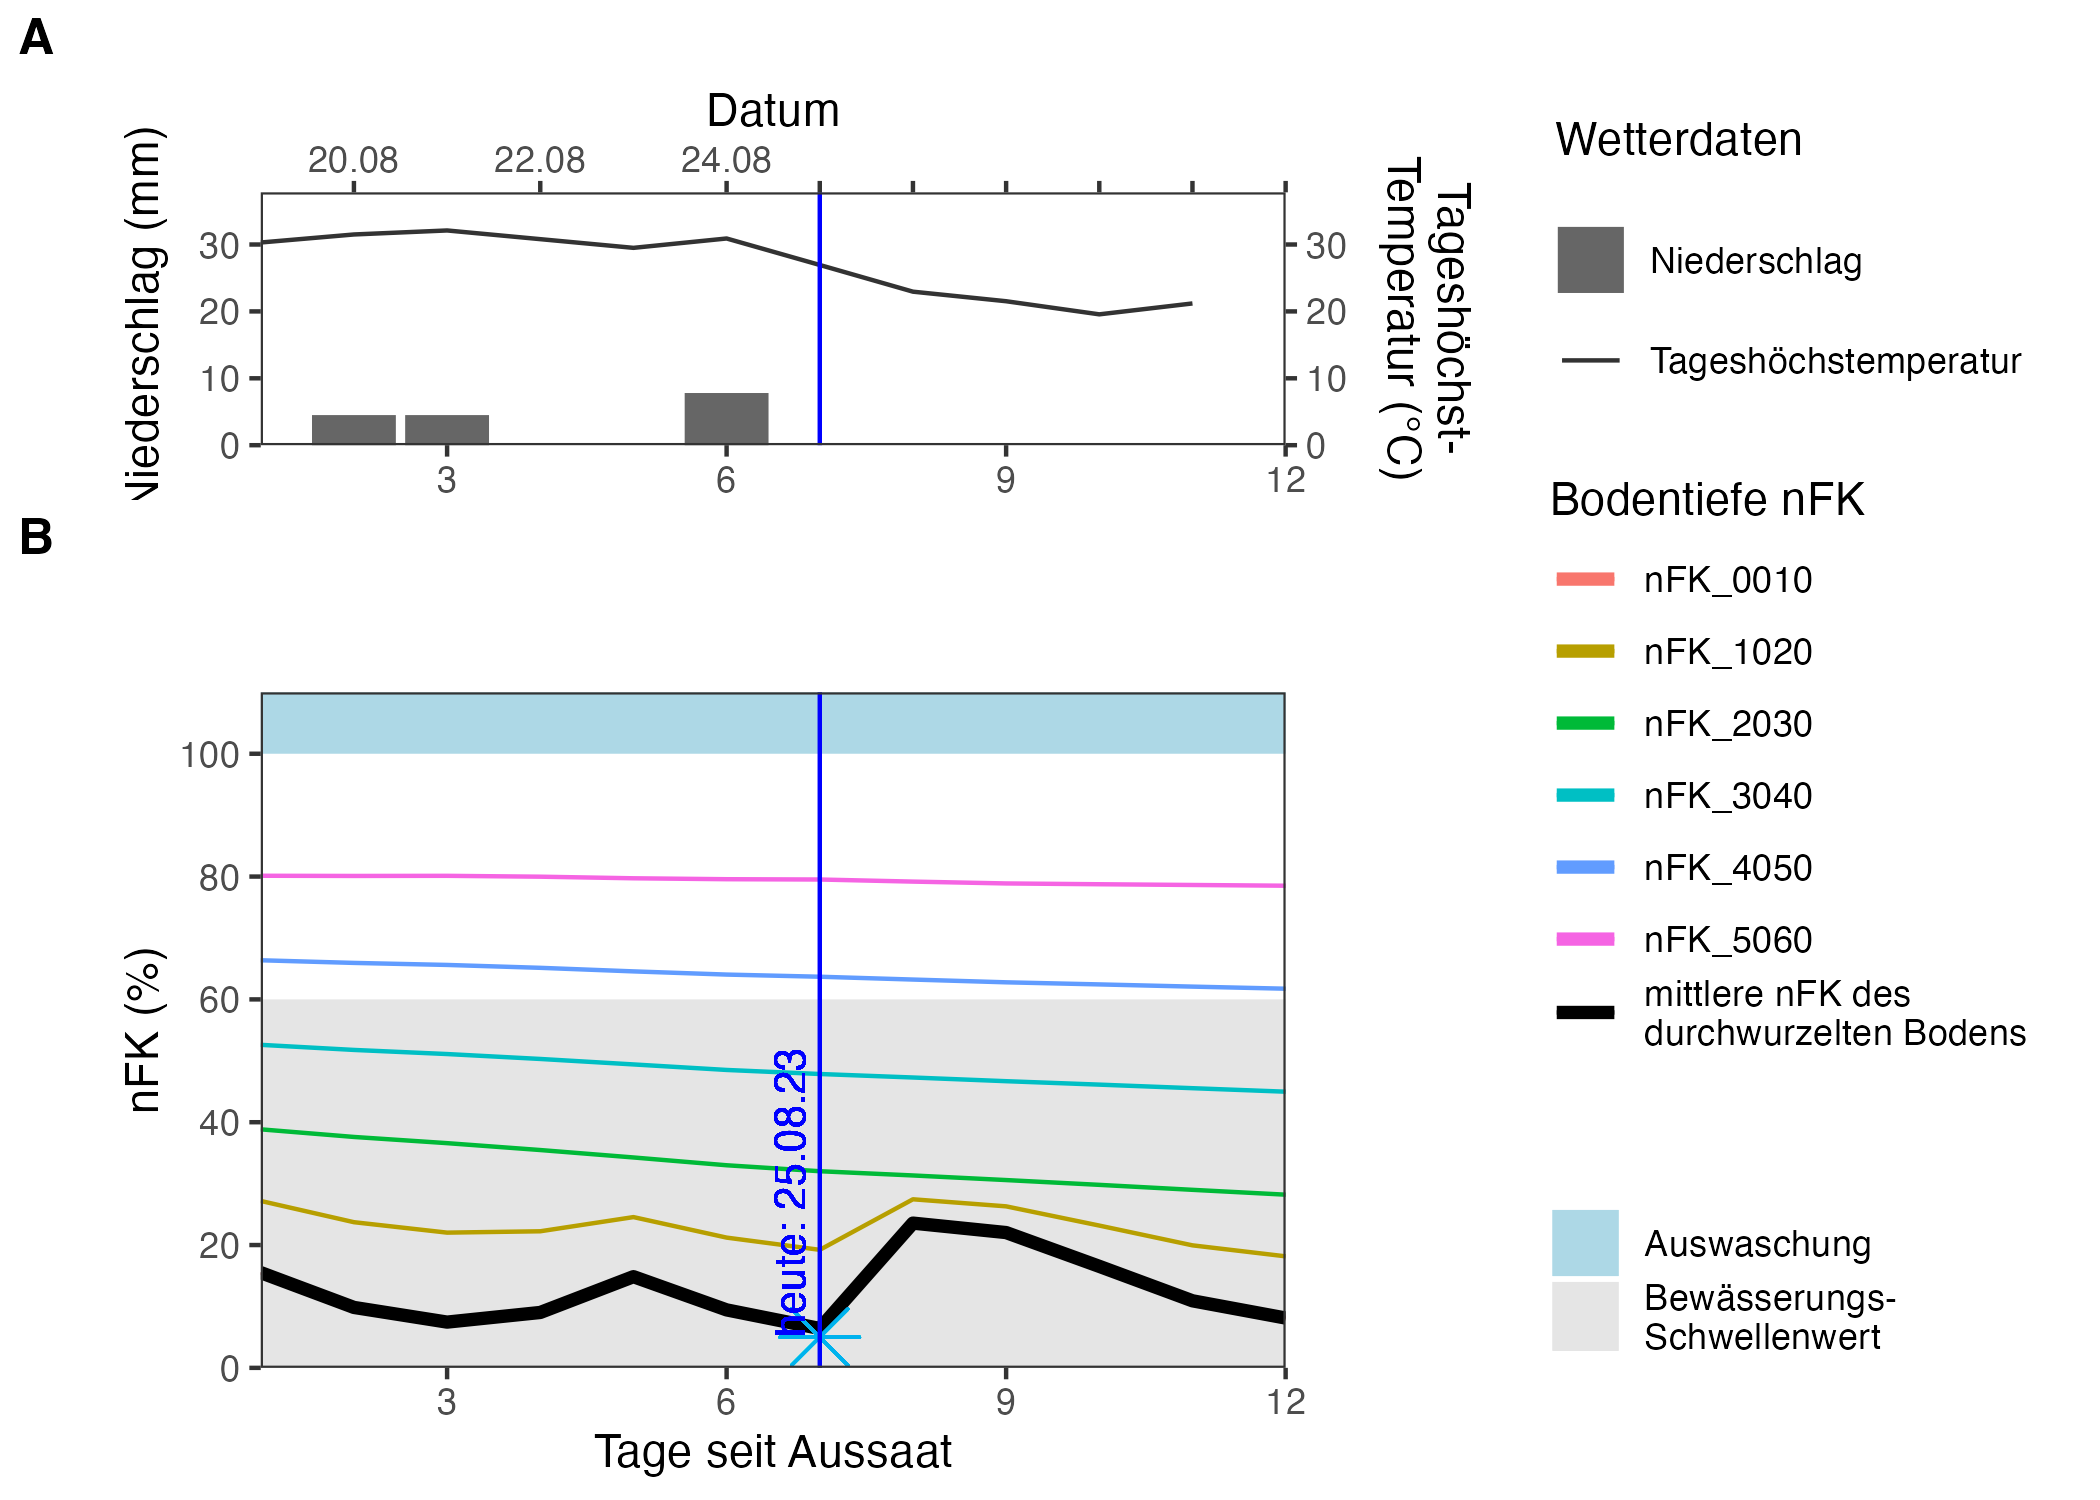 A
Datum
20.08 22.08 24.08
Niederschlag (mm)
30
20
10
0
30
20
10
0
Tageshöchst-
Temperatur (°C)
3 6 9 12
Wetterdaten
Niederschlag
Tageshöchstemperatur
Bodentiefe nFK
nFK_0010
nFK_1020
nFK_2030
nFK_3040
nFK_4050
nFK_5060
mittlere nFK des
durchwurzelten Bodens
Auswaschung
Bewässerungs-
Schwellenwert
B
nFK (%)
100
80
60
40
20
0
heute: 25.08.23
3 6 9 12
Tage seit Aussaat